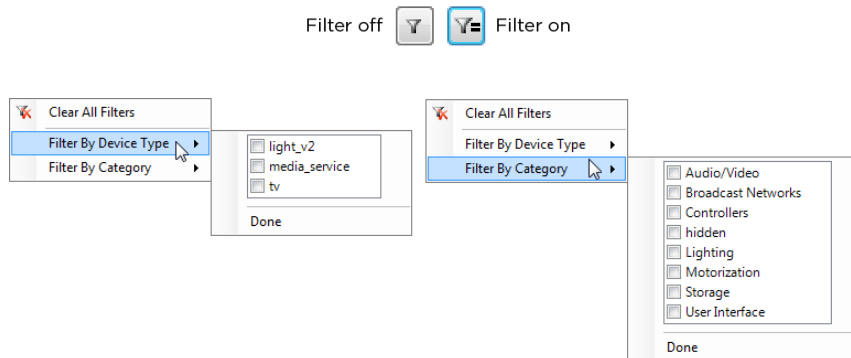 Filter off
Filter on
Clear All Filters
Filter By Device Type
Filter By Category
light_v2
media_service
tv
Done
Clear All Filters
Filter By Device Type
Filter By Category
Audio/Video
Broadcast Networks
Controllers
hidden
Lighting
Motorization
Storage
User Interface
Done